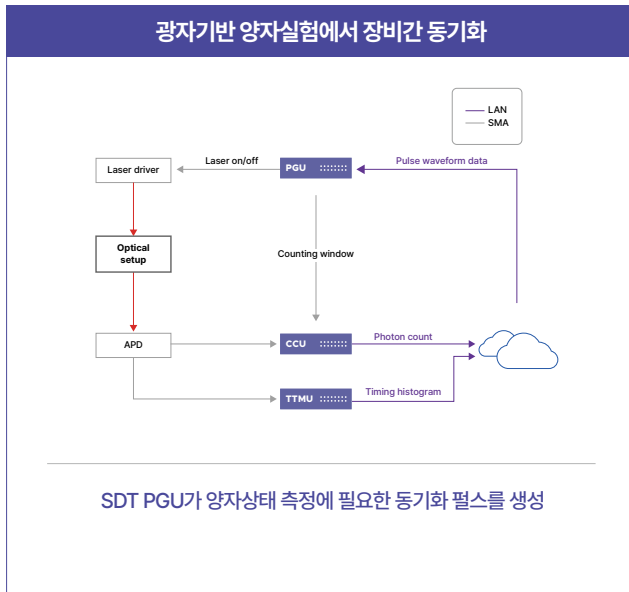 광자기반 양자실험에서 장비간 동기화
LAN
SMA
Laser driver
Laser on/off
PGU
Pulse waveform data
Optical
setup
Counting window
APD
CCU
Photon count
TTMU
Timing histogram
SDT PGU가 양자상태 측정에 필요한 동기화 펄스를 생성